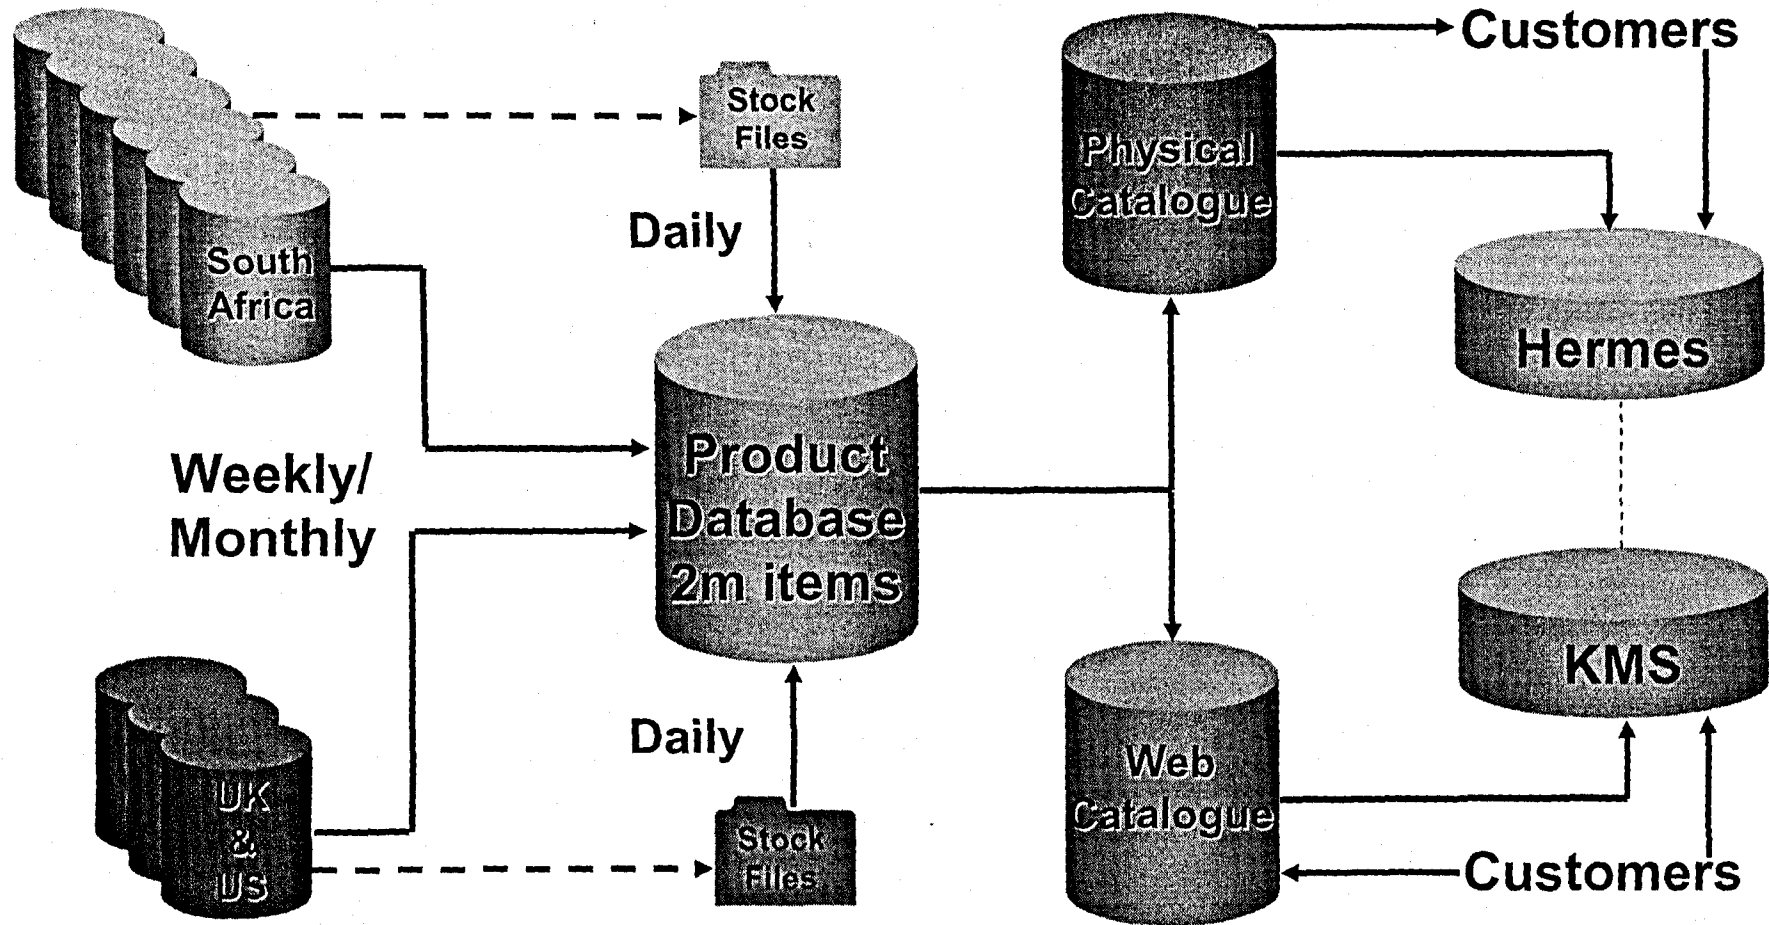 Customers
Stock
Files
Physical
Catalogue
Daily
South
Africa
Hermes
Weekly/
Monthly
Product
Database
2m items
KMS
Daily
Web
Catalogue
UK
&
US
Stock
Files
Customers